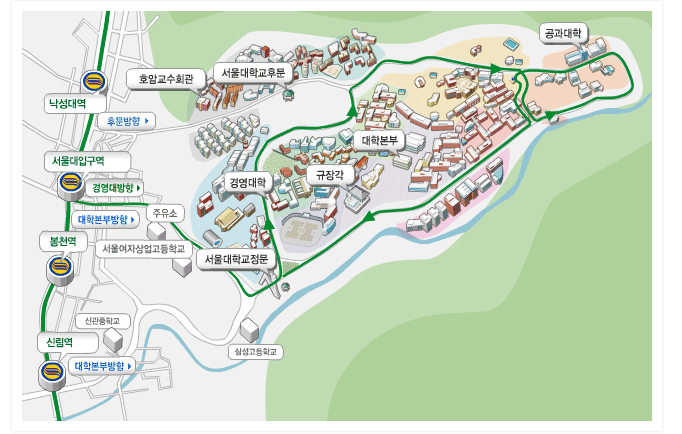 공과대학
서울대학교후문
호암교수회관
낙성대역
후문방향
대학본부
서울대입구역
경영대학
규장각
경영대방향
주유소
대학본부방향
봉천역
서울여자상업고등학교
서울대학교정문
신관중학교
신림역
삼성고등학교
대학본부방향